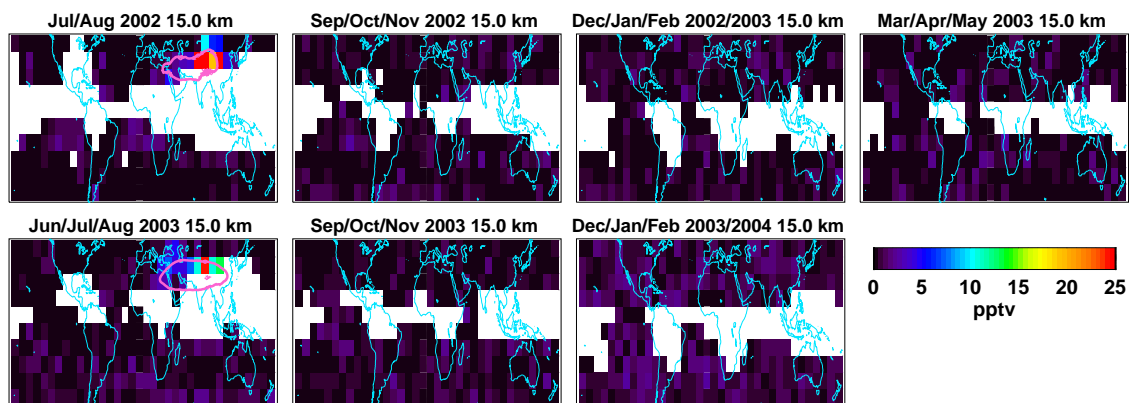 Jul/Aug 2002 15.0 km
Sep/Oct/Nov 2002 15.0 km
Dec/Jan/Feb 2002/2003 15.0 km
Mar/Apr/May 2003 15.0 km
Jun/Jul/Aug 2003 15.0 km
Sep/Oct/Nov 2003 15.0 km
Dec/Jan/Feb 2003/2004 15.0 km
0 5 10 15 20 25
pptv